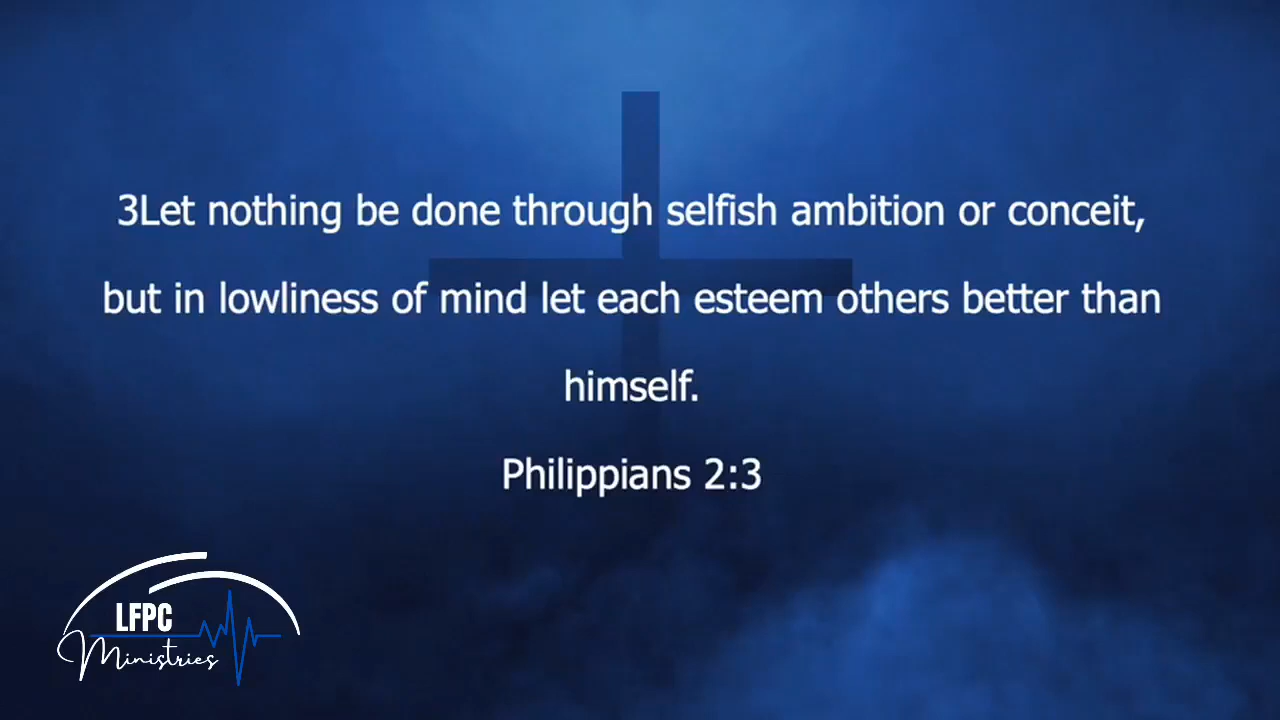 3Let nothing be done through selfish ambition or conceit,
but in lowliness of mind let each esteem others better than
himself.
Philippians 2:3
LFPC
Ministries